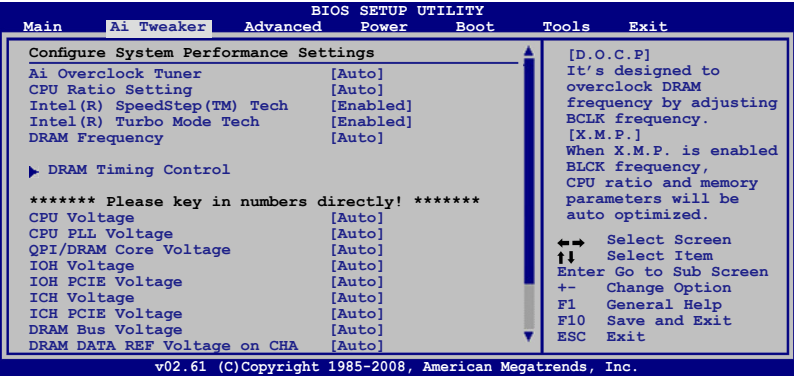 BIOS SETUP UTILITY
Main Ai Tweaker Advanced Power Boot Tools Exit
Configure System Performance Settings
Ai Overclock Tuner [Auto]
CPU Ratio Setting [Auto]
Intel(R) SpeedStep(TM) Tech [Enabled]
Intel(R) Turbo Mode Tech [Enabled]
DRAM Frequency [Auto]
DRAM Timing Control
******* Please key in numbers directly! *******
CPU Voltage [Auto]
CPU PLL Voltage [Auto]
QPI/DRAM Core Voltage [Auto]
IOH Voltage [Auto]
IOH PCIE Voltage [Auto]
ICH Voltage [Auto]
ICH PCIE Voltage [Auto]
DRAM Bus Voltage [Auto]
DRAM DATA REF Voltage on CHA [Auto]
[D.O.C.P]
It's designed to
overclock DRAM
frequency by adjusting
BCLK frequency.
[X.M.P.]
When X.M.P. is enabled
BLCK frequency,
CPU ratio and memory
parameters will be
auto optimized.
←→ Select Screen
↑↓ Select Item
Enter Go to Sub Screen
+- Change Option
F1 General Help
F10 Save and Exit
ESC Exit
v02.61 (C)Copyright 1985-2008, American Megatrends, Inc.